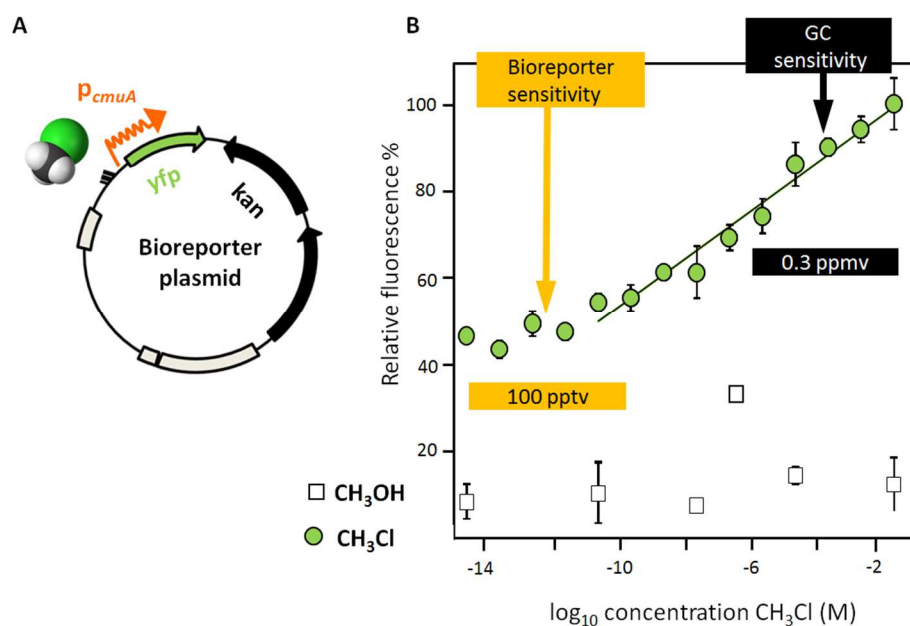 A
P_cmuA
yfp
kan
Bioreporter
plasmid
□ CH₃OH
CH₃Cl
B
Bioreporter
sensitivity
GC
sensitivity
100
80
60
40
20
0.3 ppmv
100 pptv
Relative fluorescence %
-14
-10
-6
-2
log₁₀ concentration CH₃Cl (M)